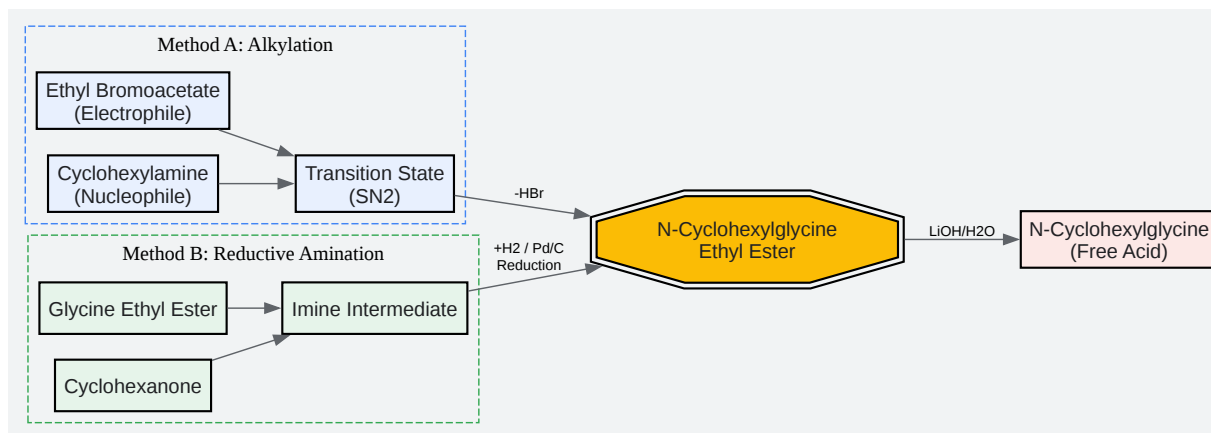 Method A: Alkylation
Ethyl Bromoacetate
(Electrophile)
Cyclohexylamine
(Nucleophile)
Transition State
(SN2)
-HBr
Method B: Reductive Amination
Glycine Ethyl Ester
Cyclohexanone
Imine Intermediate
+H2 / Pd/C
Reduction
N-Cyclohexylglycine
Ethyl Ester
LiOH/H2O
N-Cyclohexylglycine
(Free Acid)